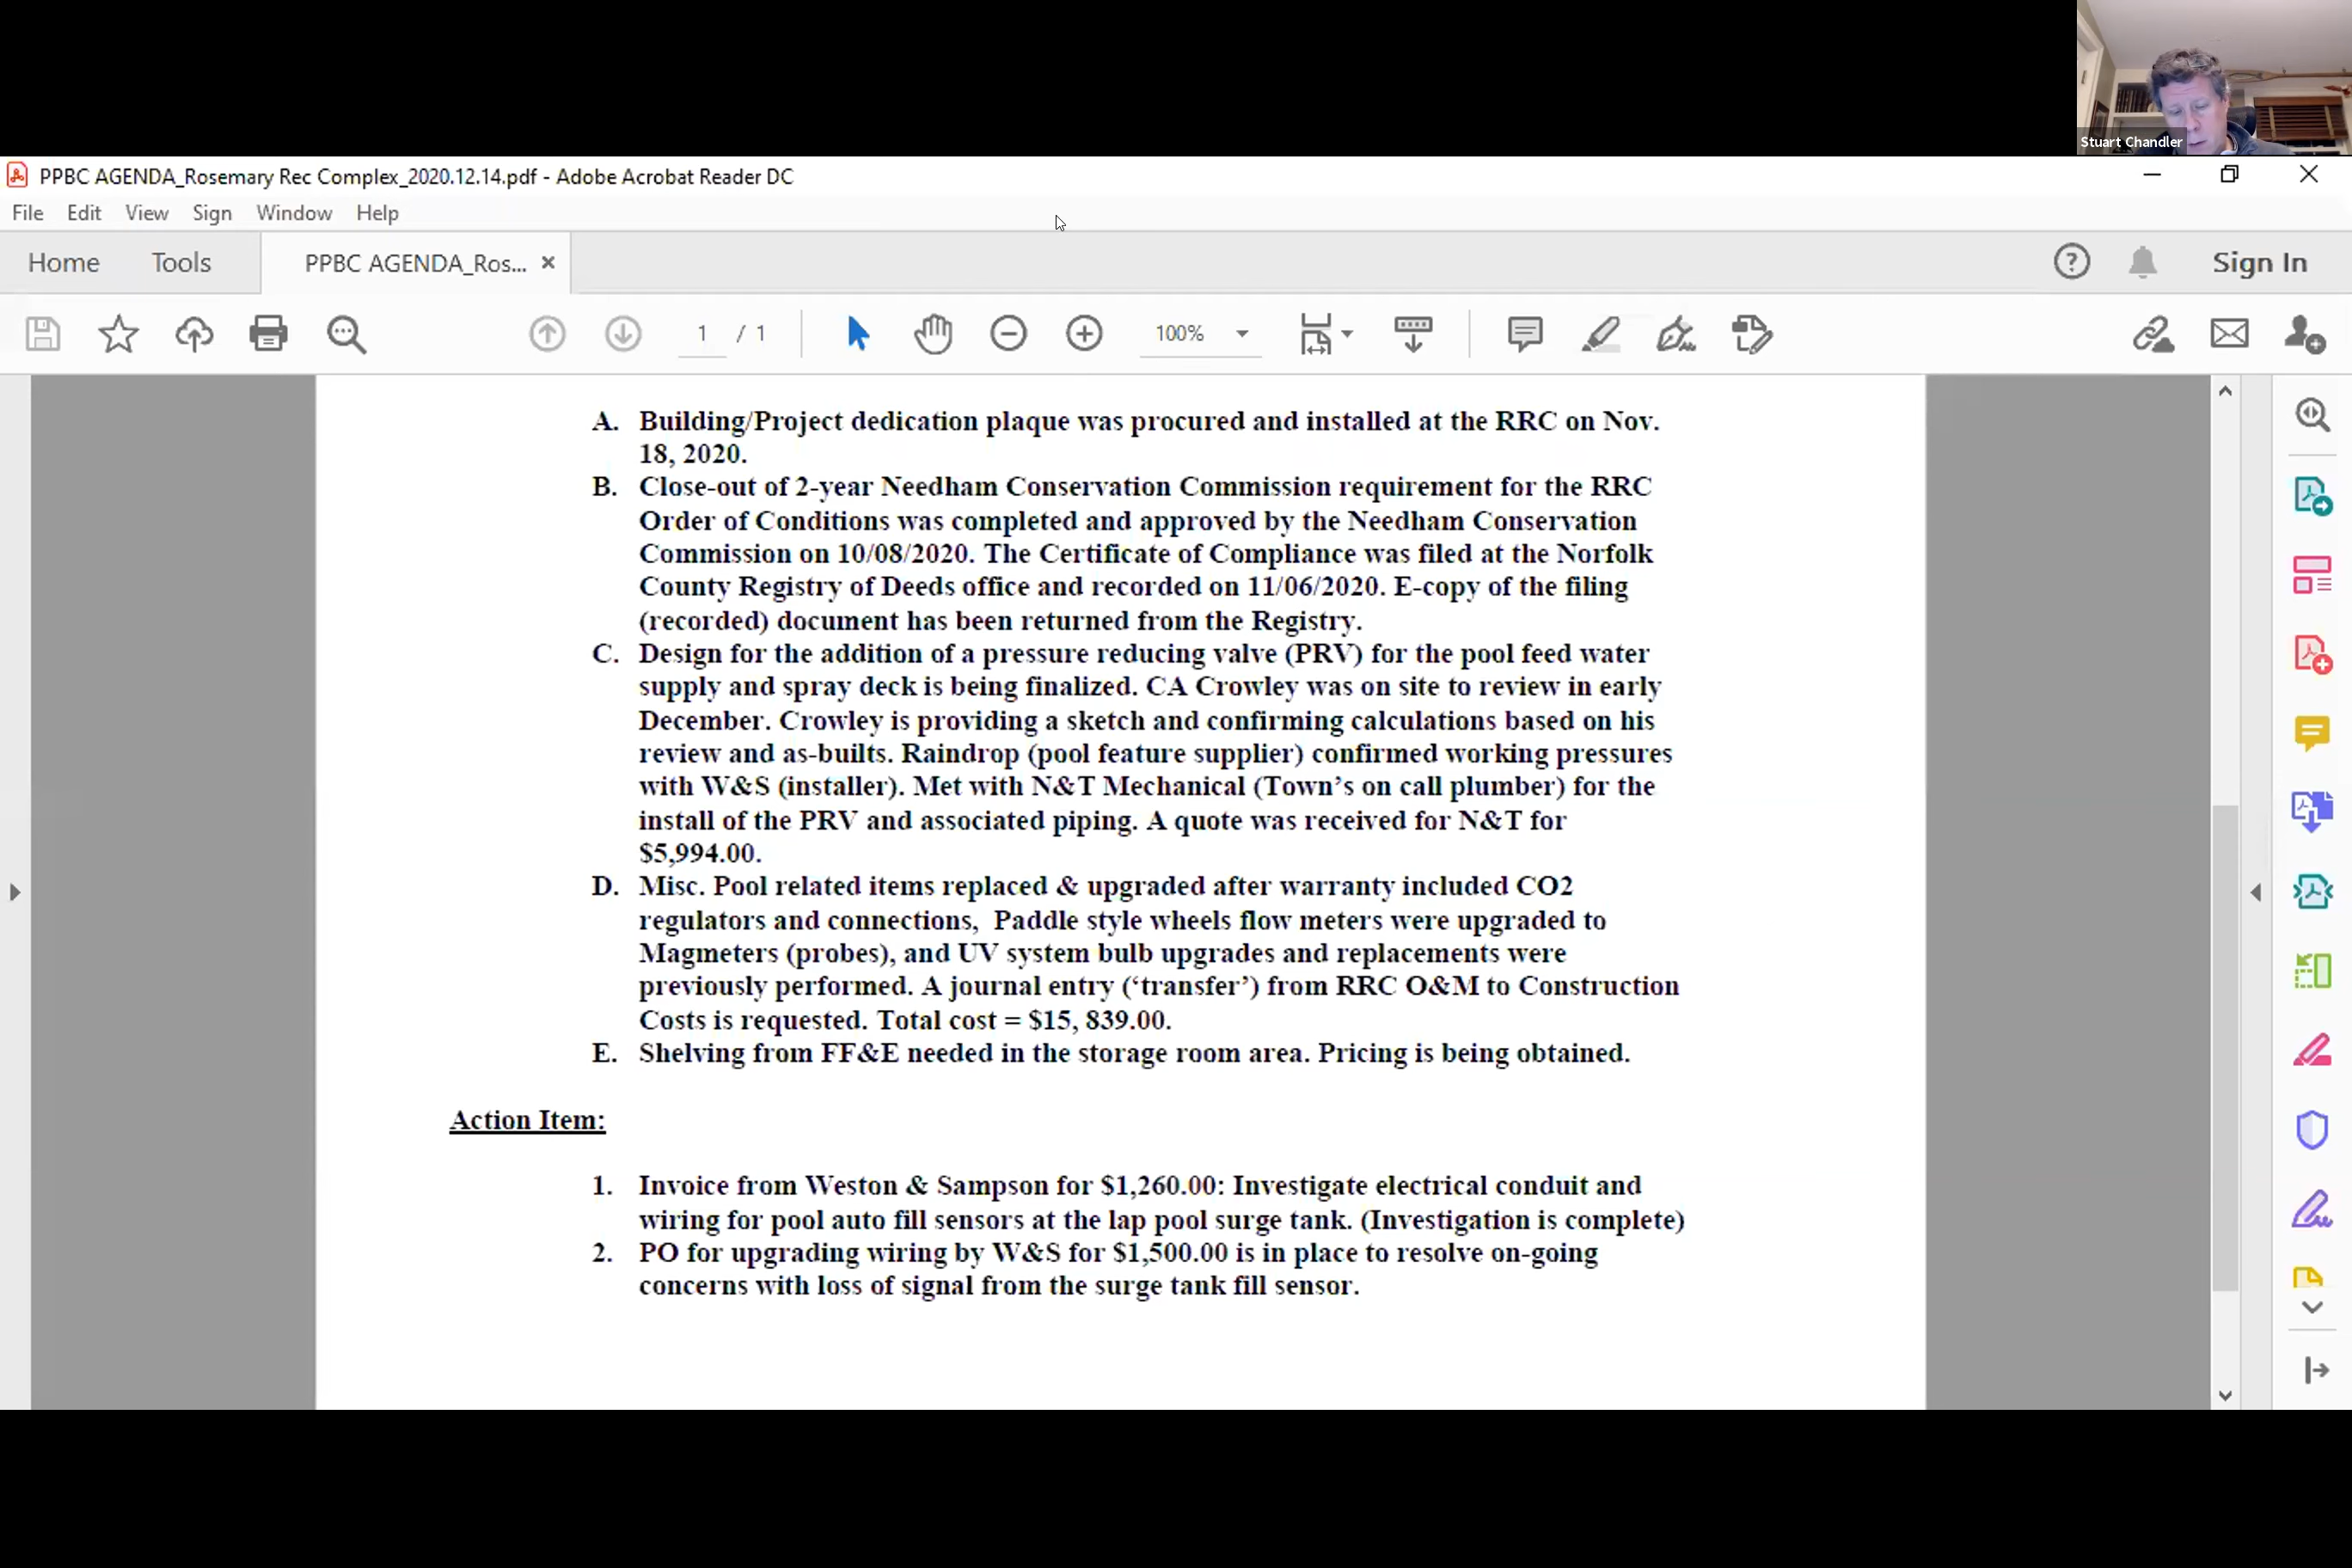 Stuart Chandler
PPBC AGENDA_Rosemary Rec Complex_2020.12.14.pdf - Adobe Acrobat Reader DC
File Edit View Sign Window Help
Home Tools PPBC AGENDA_Ros... × Sign In
1 / 1 100%
A. Building/Project dedication plaque was procured and installed at the RRC on Nov.
18, 2020.
B. Close-out of 2-year Needham Conservation Commission requirement for the RRC
Order of Conditions was completed and approved by the Needham Conservation
Commission on 10/08/2020. The Certificate of Compliance was filed at the Norfolk
County Registry of Deeds office and recorded on 11/06/2020. E-copy of the filing
(recorded) document has been returned from the Registry.
C. Design for the addition of a pressure reducing valve (PRV) for the pool feed water
supply and spray deck is being finalized. CA Crowley was on site to review in early
December. Crowley is providing a sketch and confirming calculations based on his
review and as-builts. Raindrop (pool feature supplier) confirmed working pressures
with W&S (installer). Met with N&T Mechanical (Town’s on call plumber) for the
install of the PRV and associated piping. A quote was received for N&T for
$5,994.00.
D. Misc. Pool related items replaced & upgraded after warranty included CO2
regulators and connections, Paddle style wheels flow meters were upgraded to
Magmeters (probes), and UV system bulb upgrades and replacements were
previously performed. A journal entry (‘transfer’) from RRC O&M to Construction
Costs is requested. Total cost = $15, 839.00.
E. Shelving from FF&E needed in the storage room area. Pricing is being obtained.
Action Item:
1. Invoice from Weston & Sampson for $1,260.00: Investigate electrical conduit and
wiring for pool auto fill sensors at the lap pool surge tank. (Investigation is complete)
2. PO for upgrading wiring by W&S for $1,500.00 is in place to resolve on-going
concerns with loss of signal from the surge tank fill sensor.